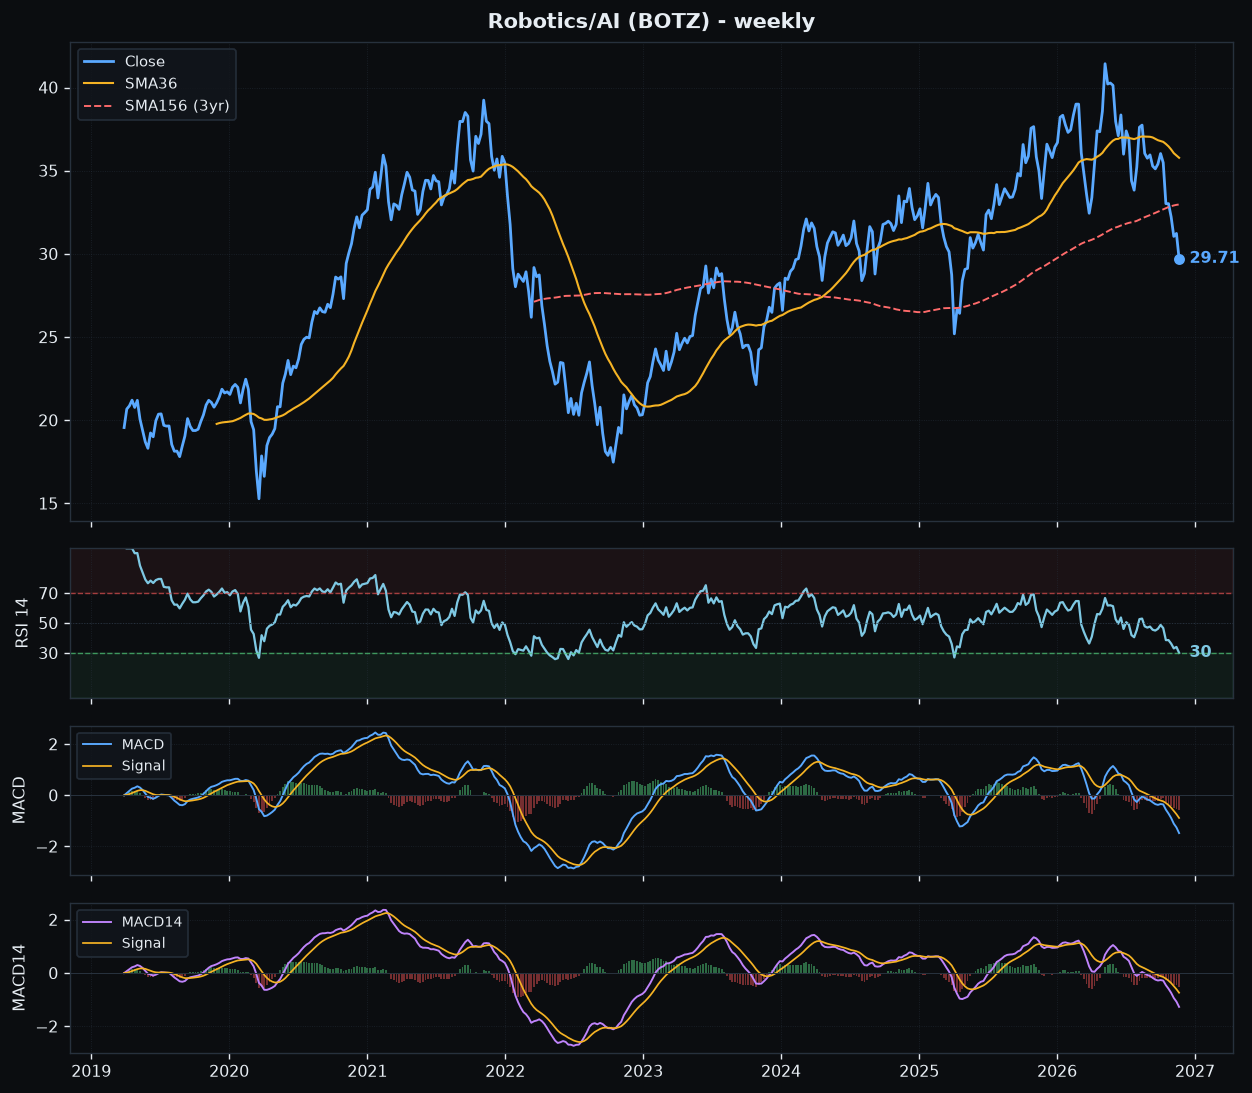 Robotics/AI (BOTZ) - weekly
Close
SMA36
SMA156 (3yr)
40
35
30
25
20
15
29.71
RSI 14
70
50
30
30
MACD
MACD
Signal
2
0
−2
MACD14
MACD14
Signal
2
0
−2
2019
2020
2021
2022
2023
2024
2025
2026
2027